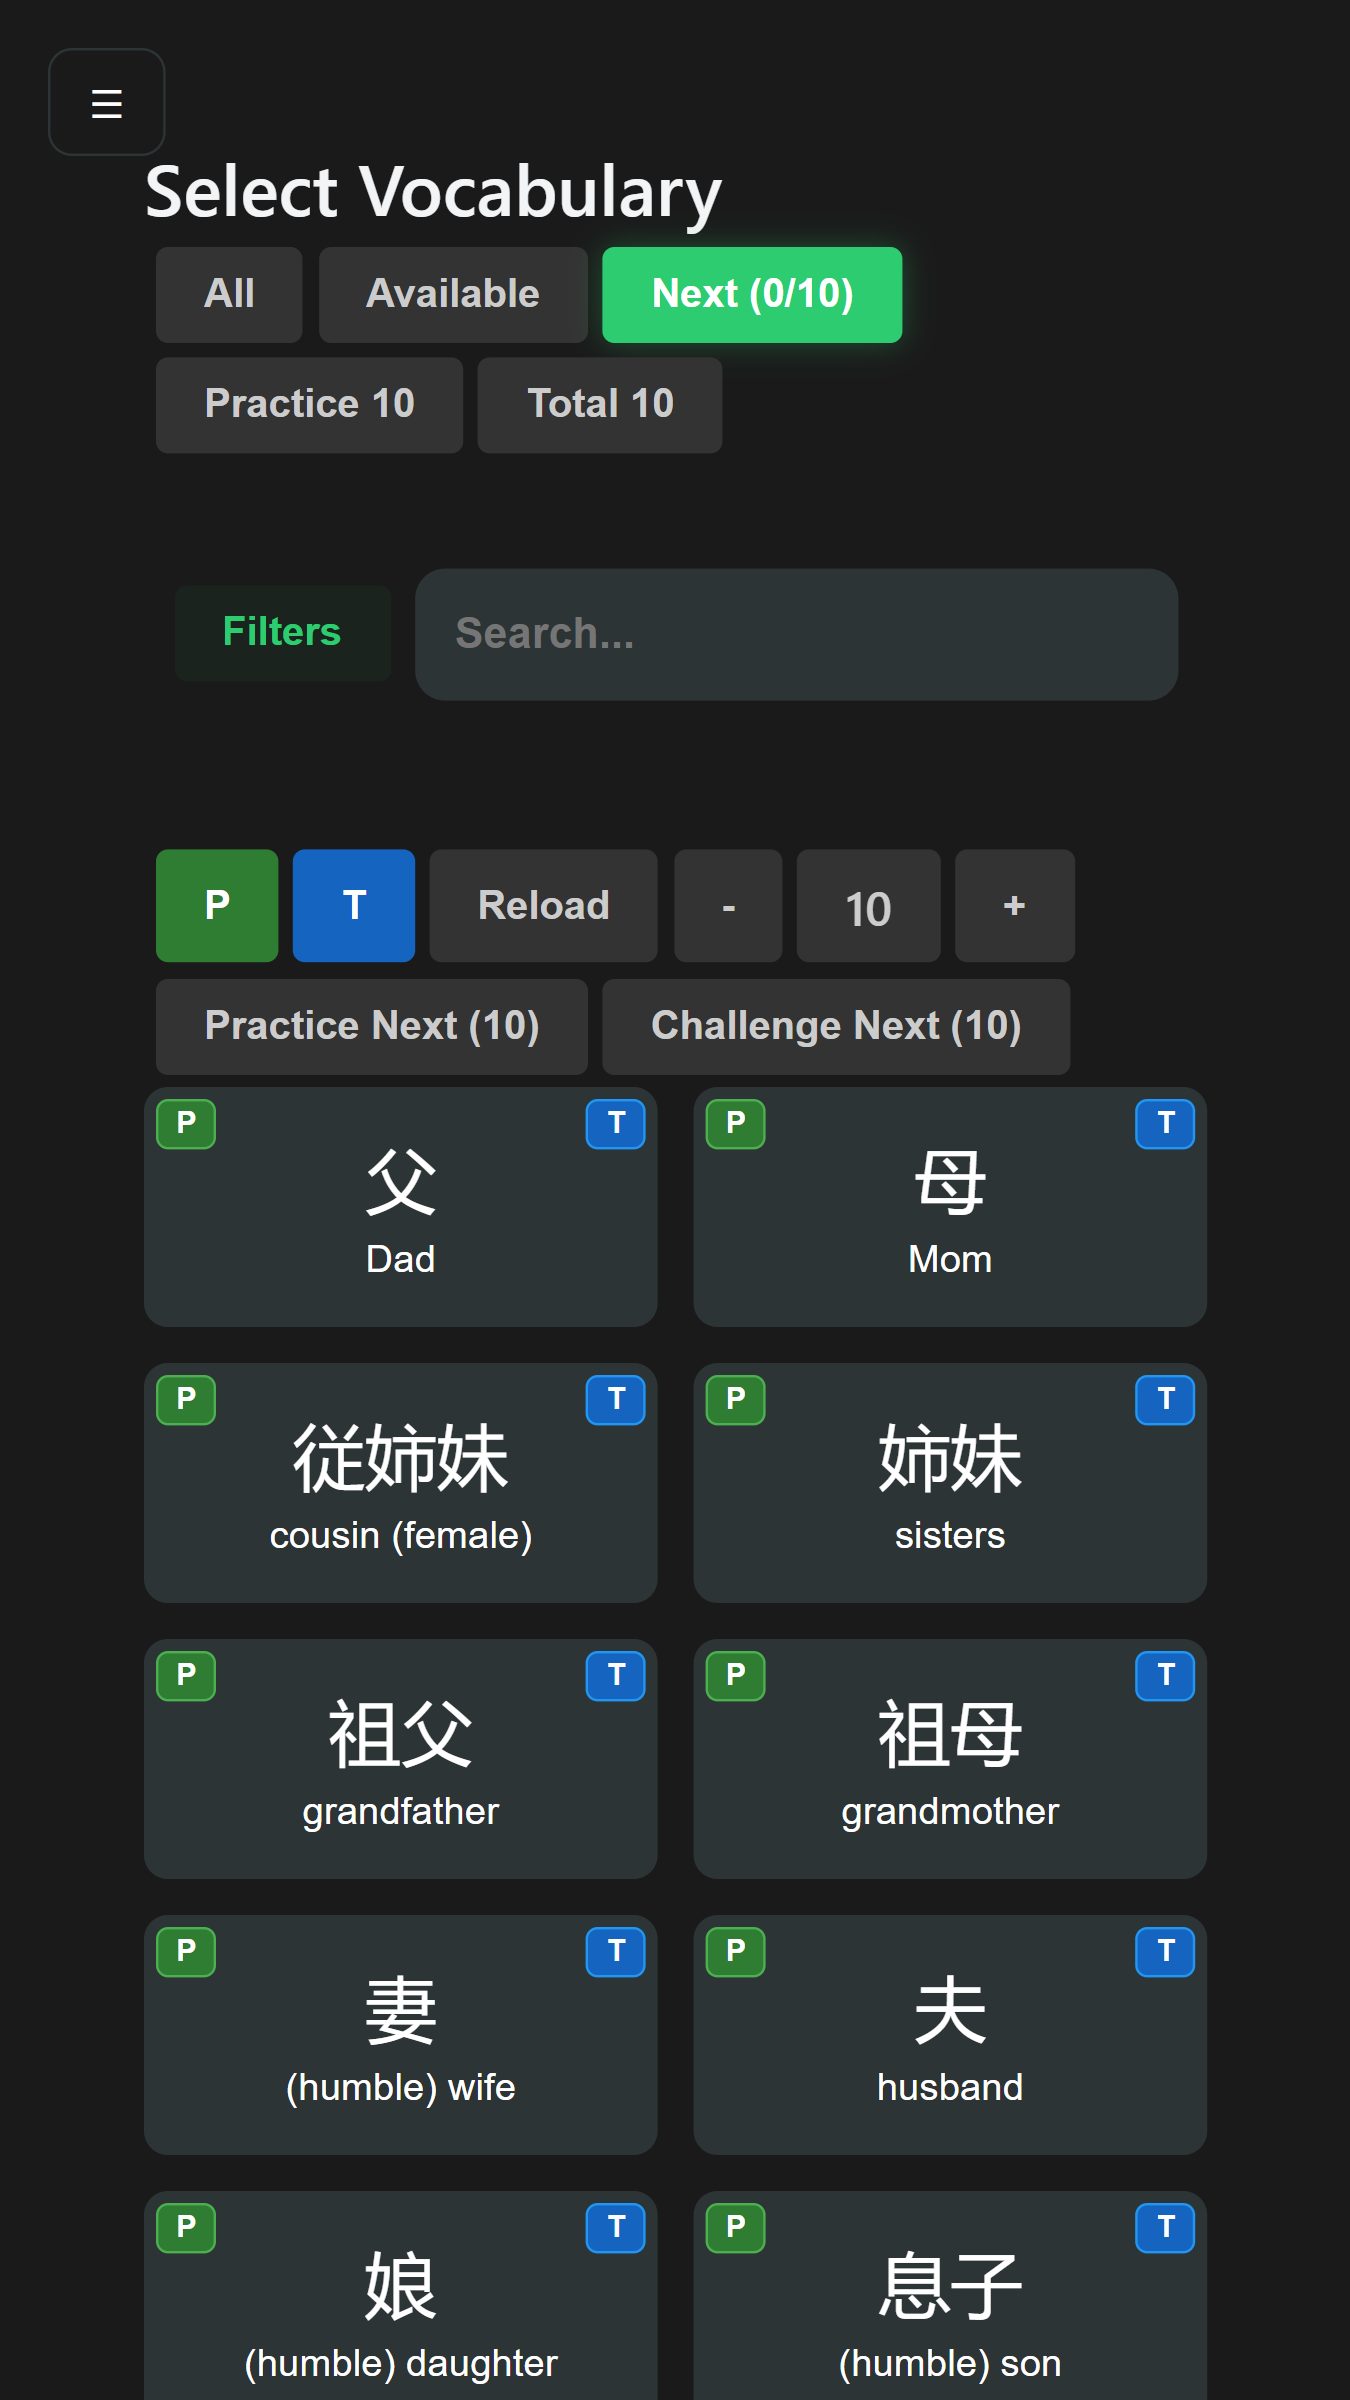 ☰
Select Vocabulary
All Available Next (0/10)
Practice 10 Total 10
Filters Search...
P T Reload - 10 +
Practice Next (10) Challenge Next (10)
P T P T
父 母
Dad Mom
P T P T
従姉妹 姉妹
cousin (female) sisters
P T P T
祖父 祖母
grandfather grandmother
P T P T
妻 夫
(humble) wife husband
P T P T
娘 息子
(humble) daughter (humble) son